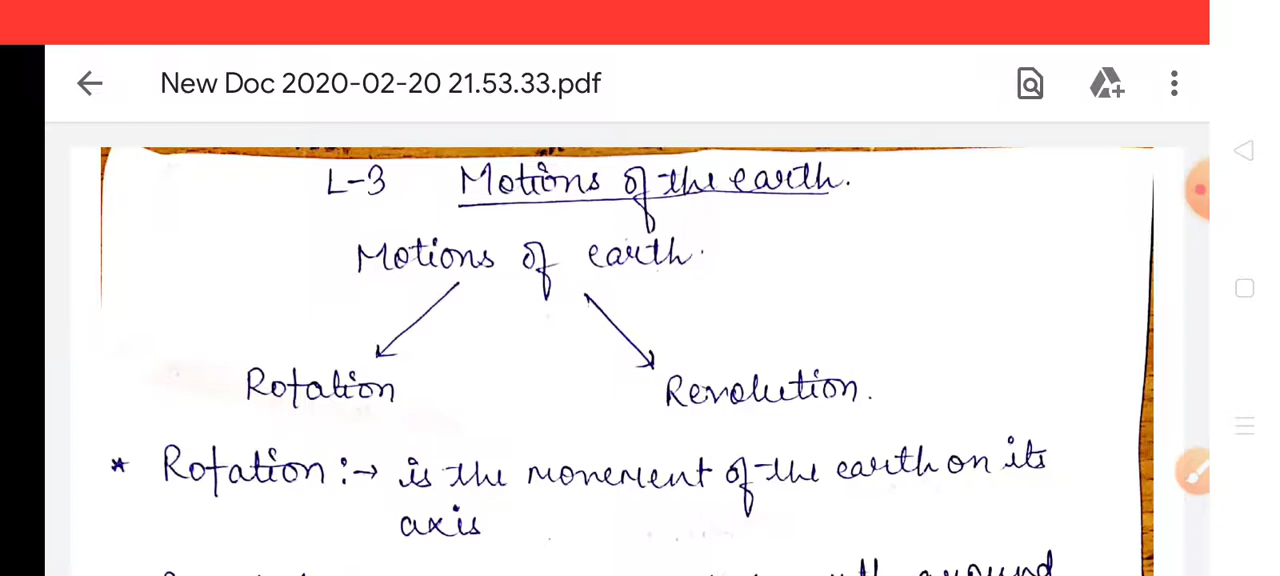 New Doc 2020-02-20 21.53.33.pdf
L-3 Motions of the earth.
Motions of earth.
Rotation Revolution.
* Rotation :→ is the movement of the earth on its
axis
around